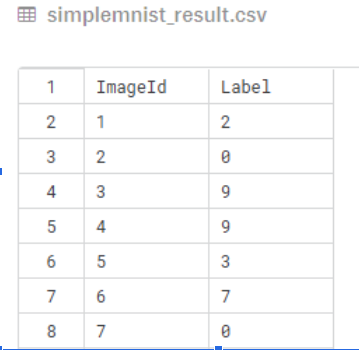 simplemnist_result.csv
1 ImageId Label
2 1 2
3 2 0
4 3 9
5 4 9
6 5 3
7 6 7
8 7 0